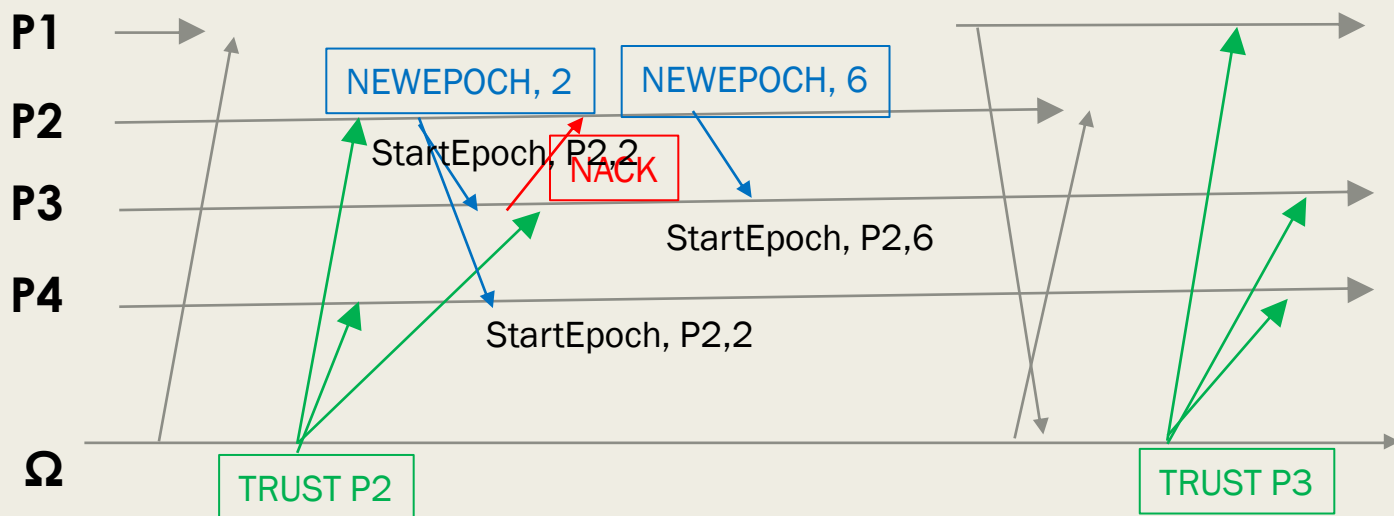 P1
NEWEPOCH, 2
NEWEPOCH, 6
P2
StartEpoch, P2,2
NACK
P3
StartEpoch, P2,6
P4
StartEpoch, P2,2
Ω
TRUST P2
TRUST P3